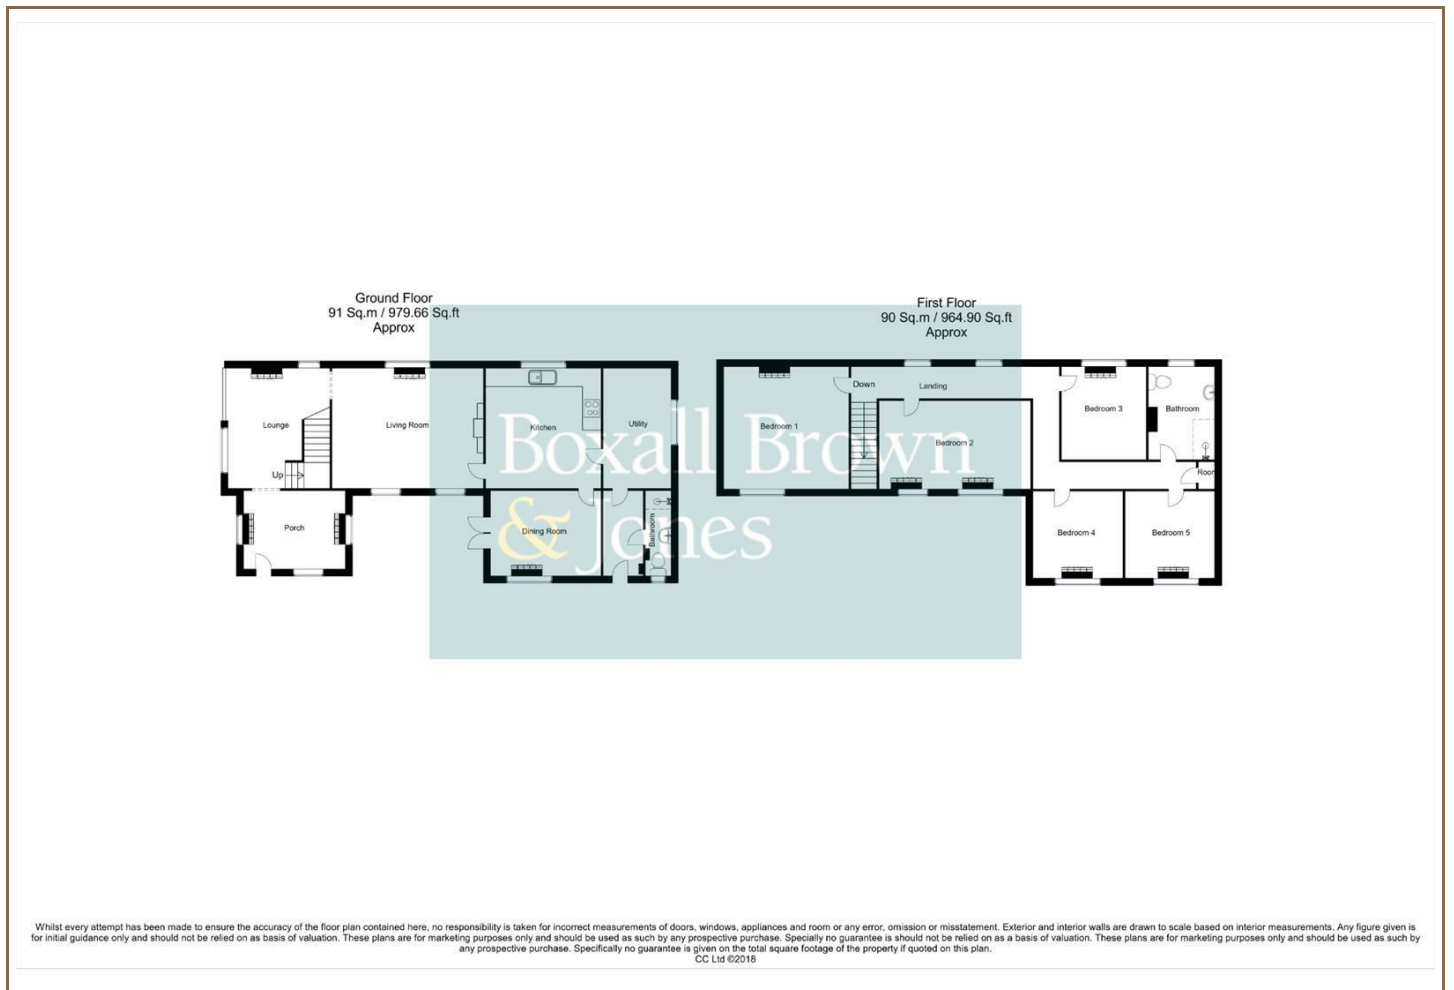 Ground Floor
91 Sq.m / 979.66 Sq.ft
Approx
First Floor
90 Sq.m / 964.90 Sq.ft
Approx
Lounge
Living Room
Kitchen
Utility
Up
Porch
Dining Room
Bathroom
Bedroom 1
Down
Landing
Bedroom 2
Bedroom 3
Bathroom
Room
Bedroom 4
Bedroom 5
Boxall Brown
& Jones
Whilst every attempt has been made to ensure the accuracy of the floor plan contained here, no responsibility is taken for incorrect measurements of doors, windows, appliances and room or any error, omission or misstatement. Exterior and interior walls are drawn to scale based on interior measurements. Any figure given is
for initial guidance only and should not be relied on as basis of valuation. These plans are for marketing purposes only and should be used as such by any prospective purchase. Specially no guarantee is should not be relied on as a basis of valuation. These plans are for marketing purposes only and should be used as such by
any prospective purchase. Specifically no guarantee is given on the total square footage of the property if quoted on this plan.
CC Ltd ©2018